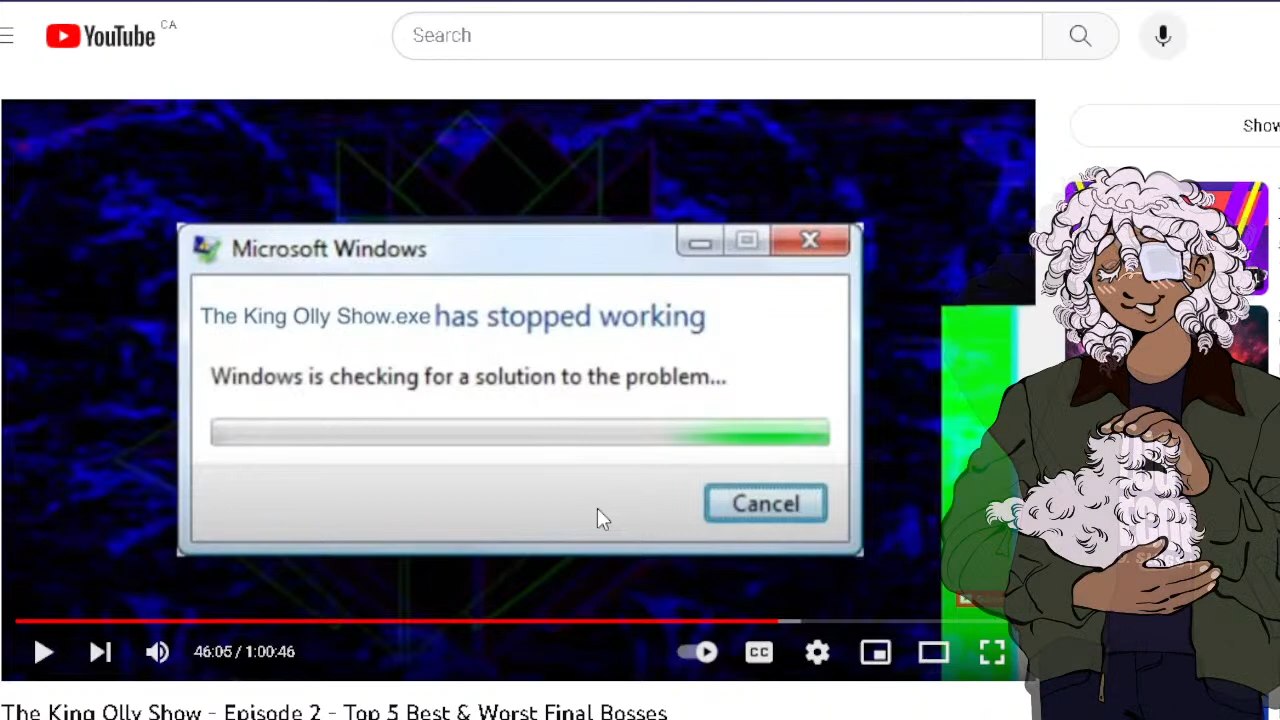 YouTube CA
Search
Show
Microsoft Windows
The King Olly Show.exe has stopped working
Windows is checking for a solution to the problem...
Cancel
CC
46:05 / 1:00:46
The King Olly Show - Episode 2 - Top 5 Best & Worst Final Bosses